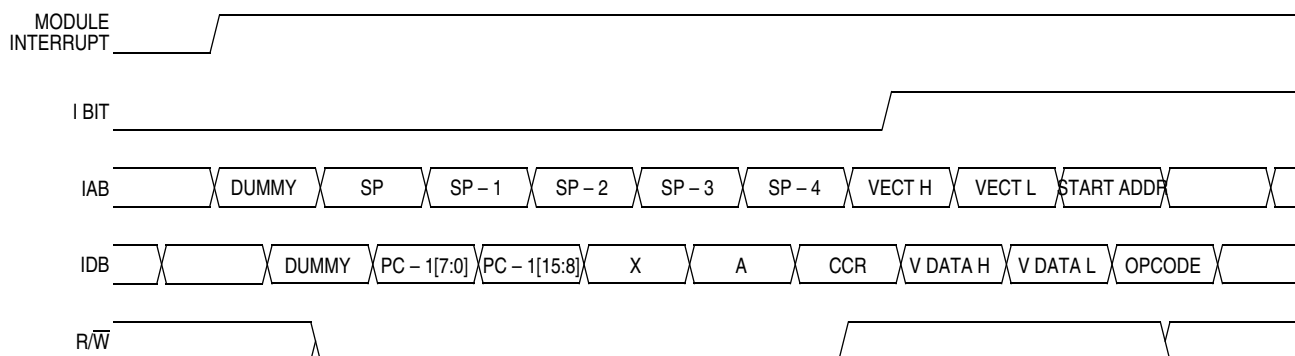 MODULE
INTERRUPT
I BIT
IAB DUMMY SP SP – 1 SP – 2 SP – 3 SP – 4 VECT H VECT L START ADDR
IDB DUMMY PC – 1[7:0] PC – 1[15:8] X A CCR V DATA H V DATA L OPCODE
R/W̅